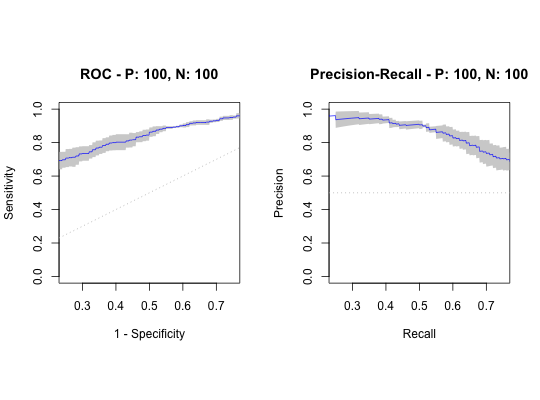 ROC - P: 100, N: 100
Sensitivity
1.0
0.8
0.6
0.4
0.2
0.0
0.3 0.4 0.5 0.6 0.7
1 - Specificity
Precision-Recall - P: 100, N: 100
Precision
1.0
0.8
0.6
0.4
0.2
0.0
0.3 0.4 0.5 0.6 0.7
Recall